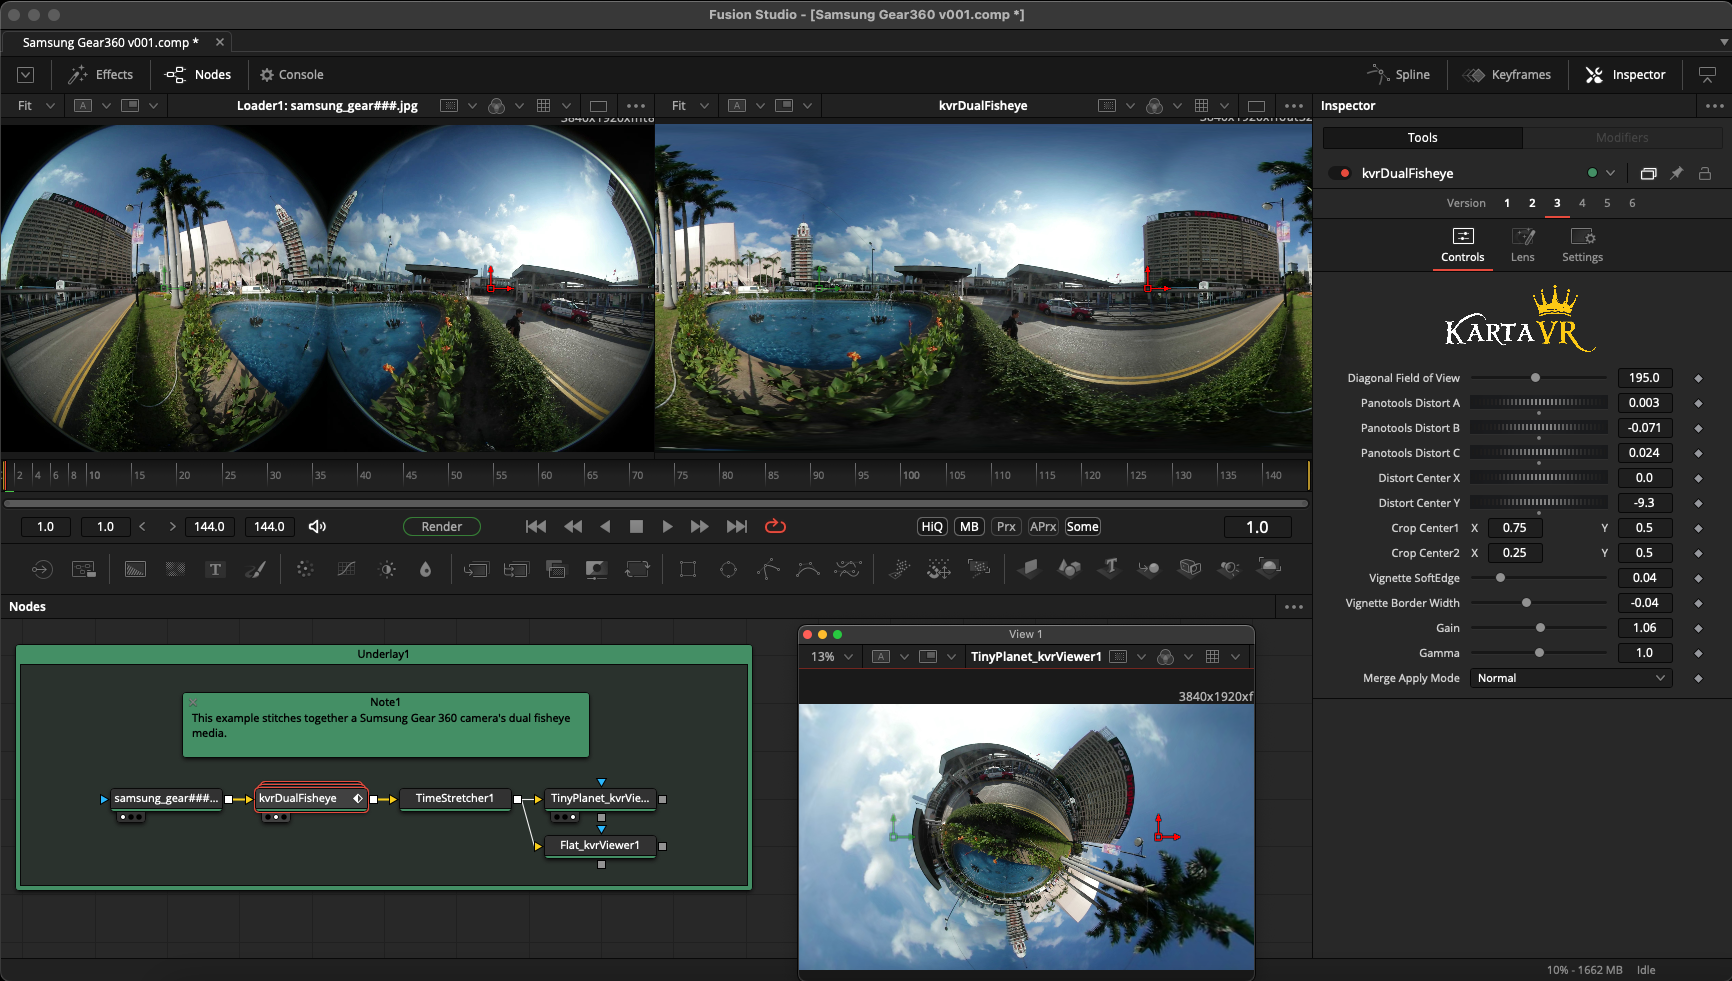 Fusion Studio - [Samsung Gear360 v001.comp *]
Samsung Gear360 v001.comp *
Effects
Nodes
Console
Spline
Keyframes
Inspector
Fit
A
Loader1: samsung_gear###.jpg
Fit
A
kvrDualFisheye
Inspector
Tools
Modifiers
kvrDualFisheye
Version 1 2 3 4 5 6
Controls
Lens
Settings
KARTAVR
Diagonal Field of View 195.0
Panotools Distort A 0.003
Panotools Distort B -0.071
Panotools Distort C 0.024
Distort Center X 0.0
Distort Center Y -9.3
Crop Center1 X 0.75 Y 0.5
Crop Center2 X 0.25 Y 0.5
Vignette SoftEdge 0.04
Vignette Border Width -0.04
Gain 1.06
Gamma 1.0
Merge Apply Mode Normal
2 4 6 8 10 15 20 25 30 35 40 45 50 55 60 65 70 75 80 85 90 95 100 105 110 115 120 125 130 135 140
1.0 1.0 < > 144.0 144.0
Render
HiQ MB Prx APrx Some
1.0
Nodes
Underlay1
Note1
This example stitches together a Sumsung Gear 360 camera's dual fisheye
media.
samsung_gear###...
kvrDualFisheye
TimeStretcher1
TinyPlanet_kvrVie...
Flat_kvrViewer1
View 1
13%
A
TinyPlanet_kvrViewer1
3840x1920xf
10% - 1662 MB
Idle